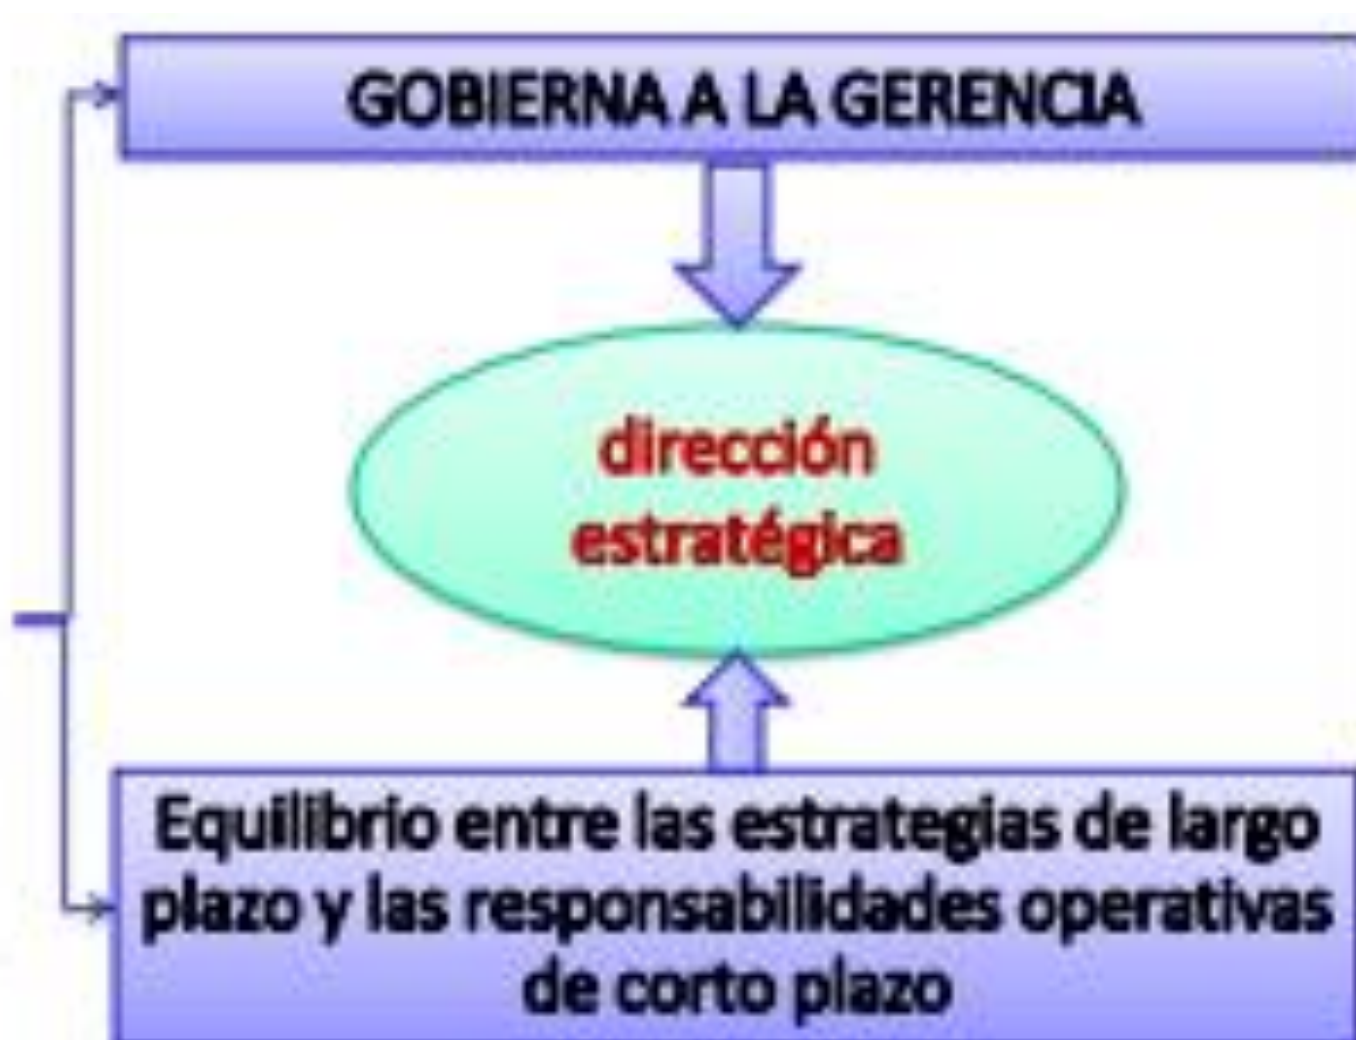 GOBIERNA A LA GERENCIA
dirección
estratégica
Equilibrio entre las estrategias de largo
plazo y las responsabilidades operativas
de corto plazo